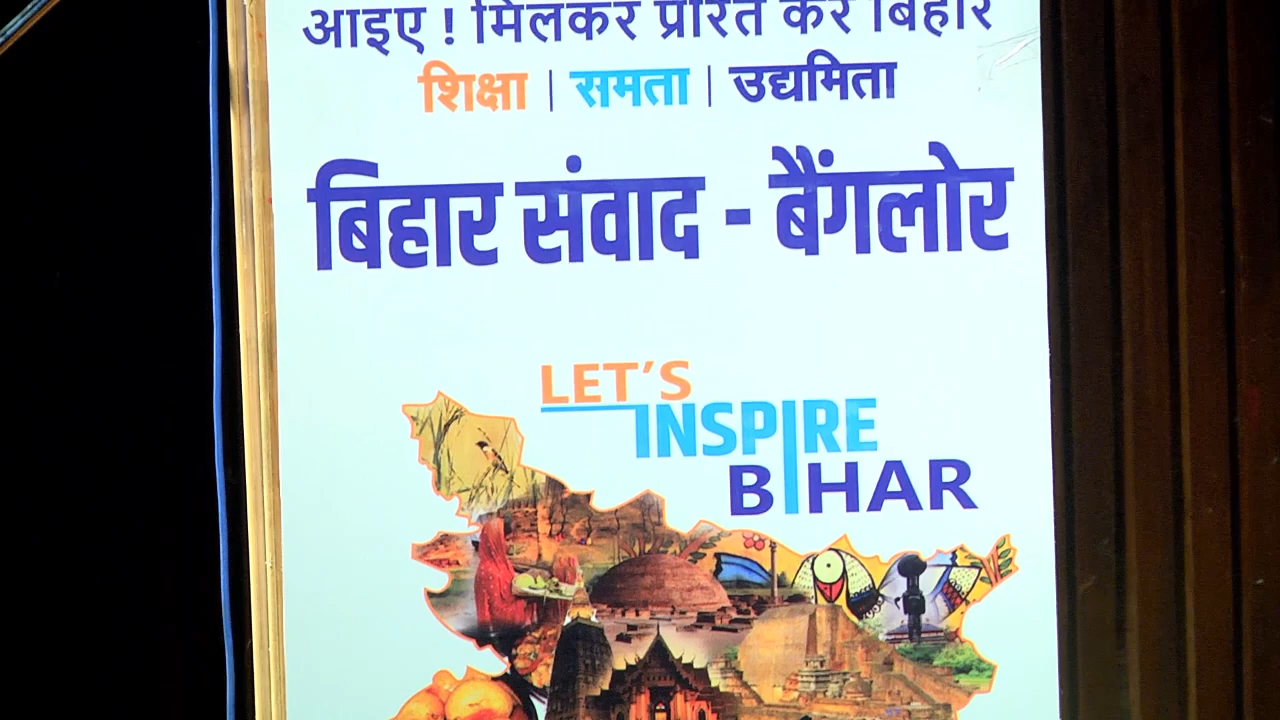 आइए ! मिलकर प्रेरित करें बिहार
शिक्षा | समता | उद्यमिता
बिहार संवाद - बैंगलोर
LET'S
INSPIRE
BIHAR